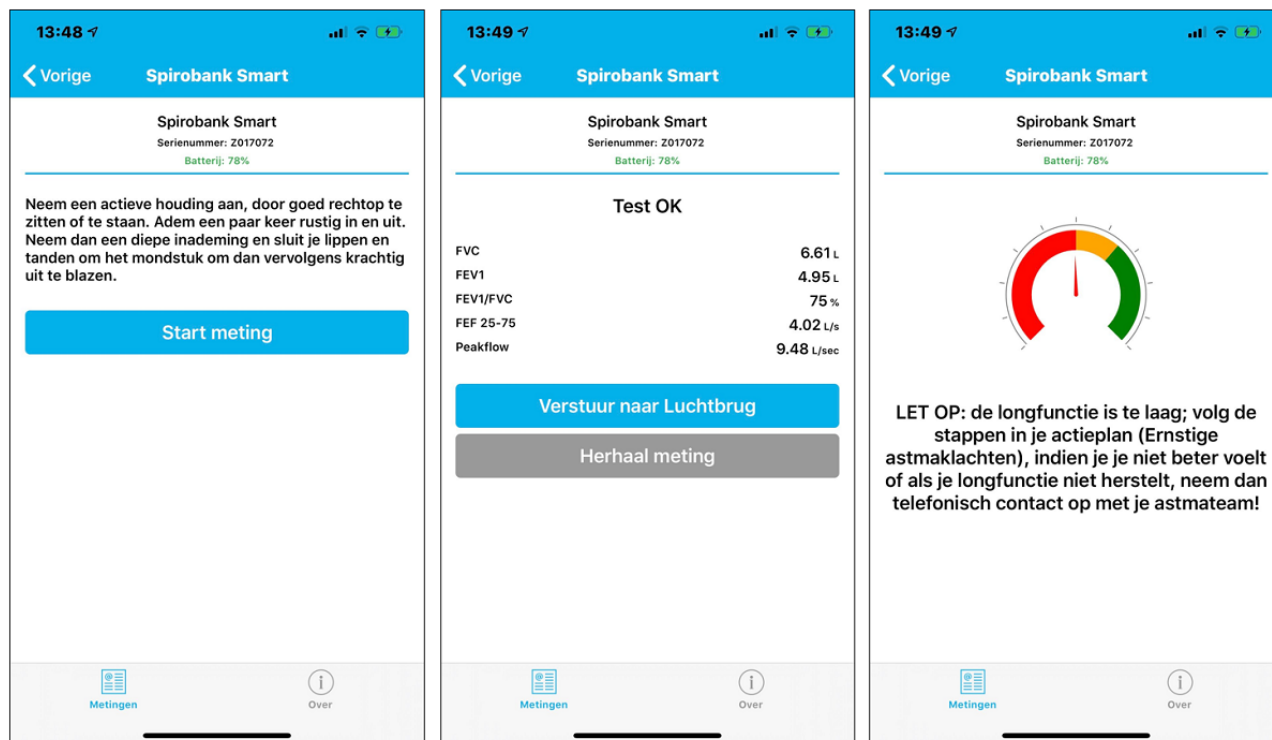 13:48
Vorige
Spirobank Smart
Spirobank Smart
Serienummer: Z017072
Batterij: 78%
Neem een actieve houding aan, door goed rechtop te
zitten of te staan. Adem een paar keer rustig in en uit.
Neem dan een diepe inademing en sluit je lippen en
tanden om het mondstuk om dan vervolgens krachtig
uit te blazen.
Start meting
Metingen
Over
13:49
Vorige
Spirobank Smart
Spirobank Smart
Serienummer: Z017072
Batterij: 78%
Test OK
FVC 6.61 L
FEV1 4.95 L
FEV1/FVC 75 %
FEF 25-75 4.02 L/s
Peakflow 9.48 L/sec
Verstuur naar Luchtbrug
Herhaal meting
Metingen
Over
13:49
Vorige
Spirobank Smart
Spirobank Smart
Serienummer: Z017072
Batterij: 78%
LET OP: de longfunctie is te laag; volg de
stappen in je actieplan (Ernstige
astmaklachten), indien je je niet beter voelt
of als je longfunctie niet herstelt, neem dan
telefonisch contact op met je astmateam!
Metingen
Over